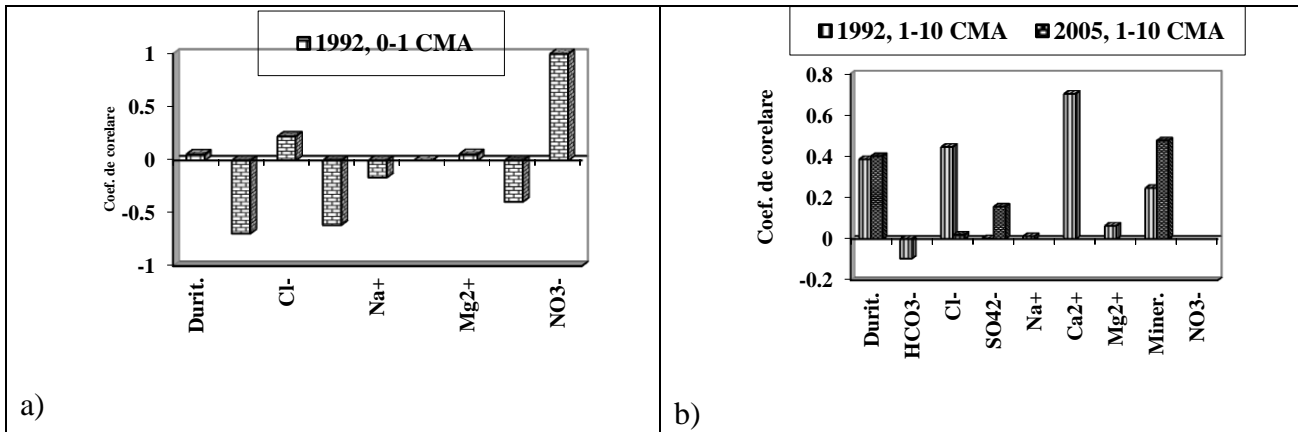 1992, 0-1 CMA
1
0.5
0
-0.5
-1
Coef. de corelare
Durit.
Cl-
Na+
Mg2+
NO3-
a)
1992, 1-10 CMA
2005, 1-10 CMA
0.8
0.6
0.4
0.2
0
-0.2
Coef. de corelare
Durit.
HCO3-
Cl-
SO42-
Na+
Ca2+
Mg2+
Miner.
NO3-
b)